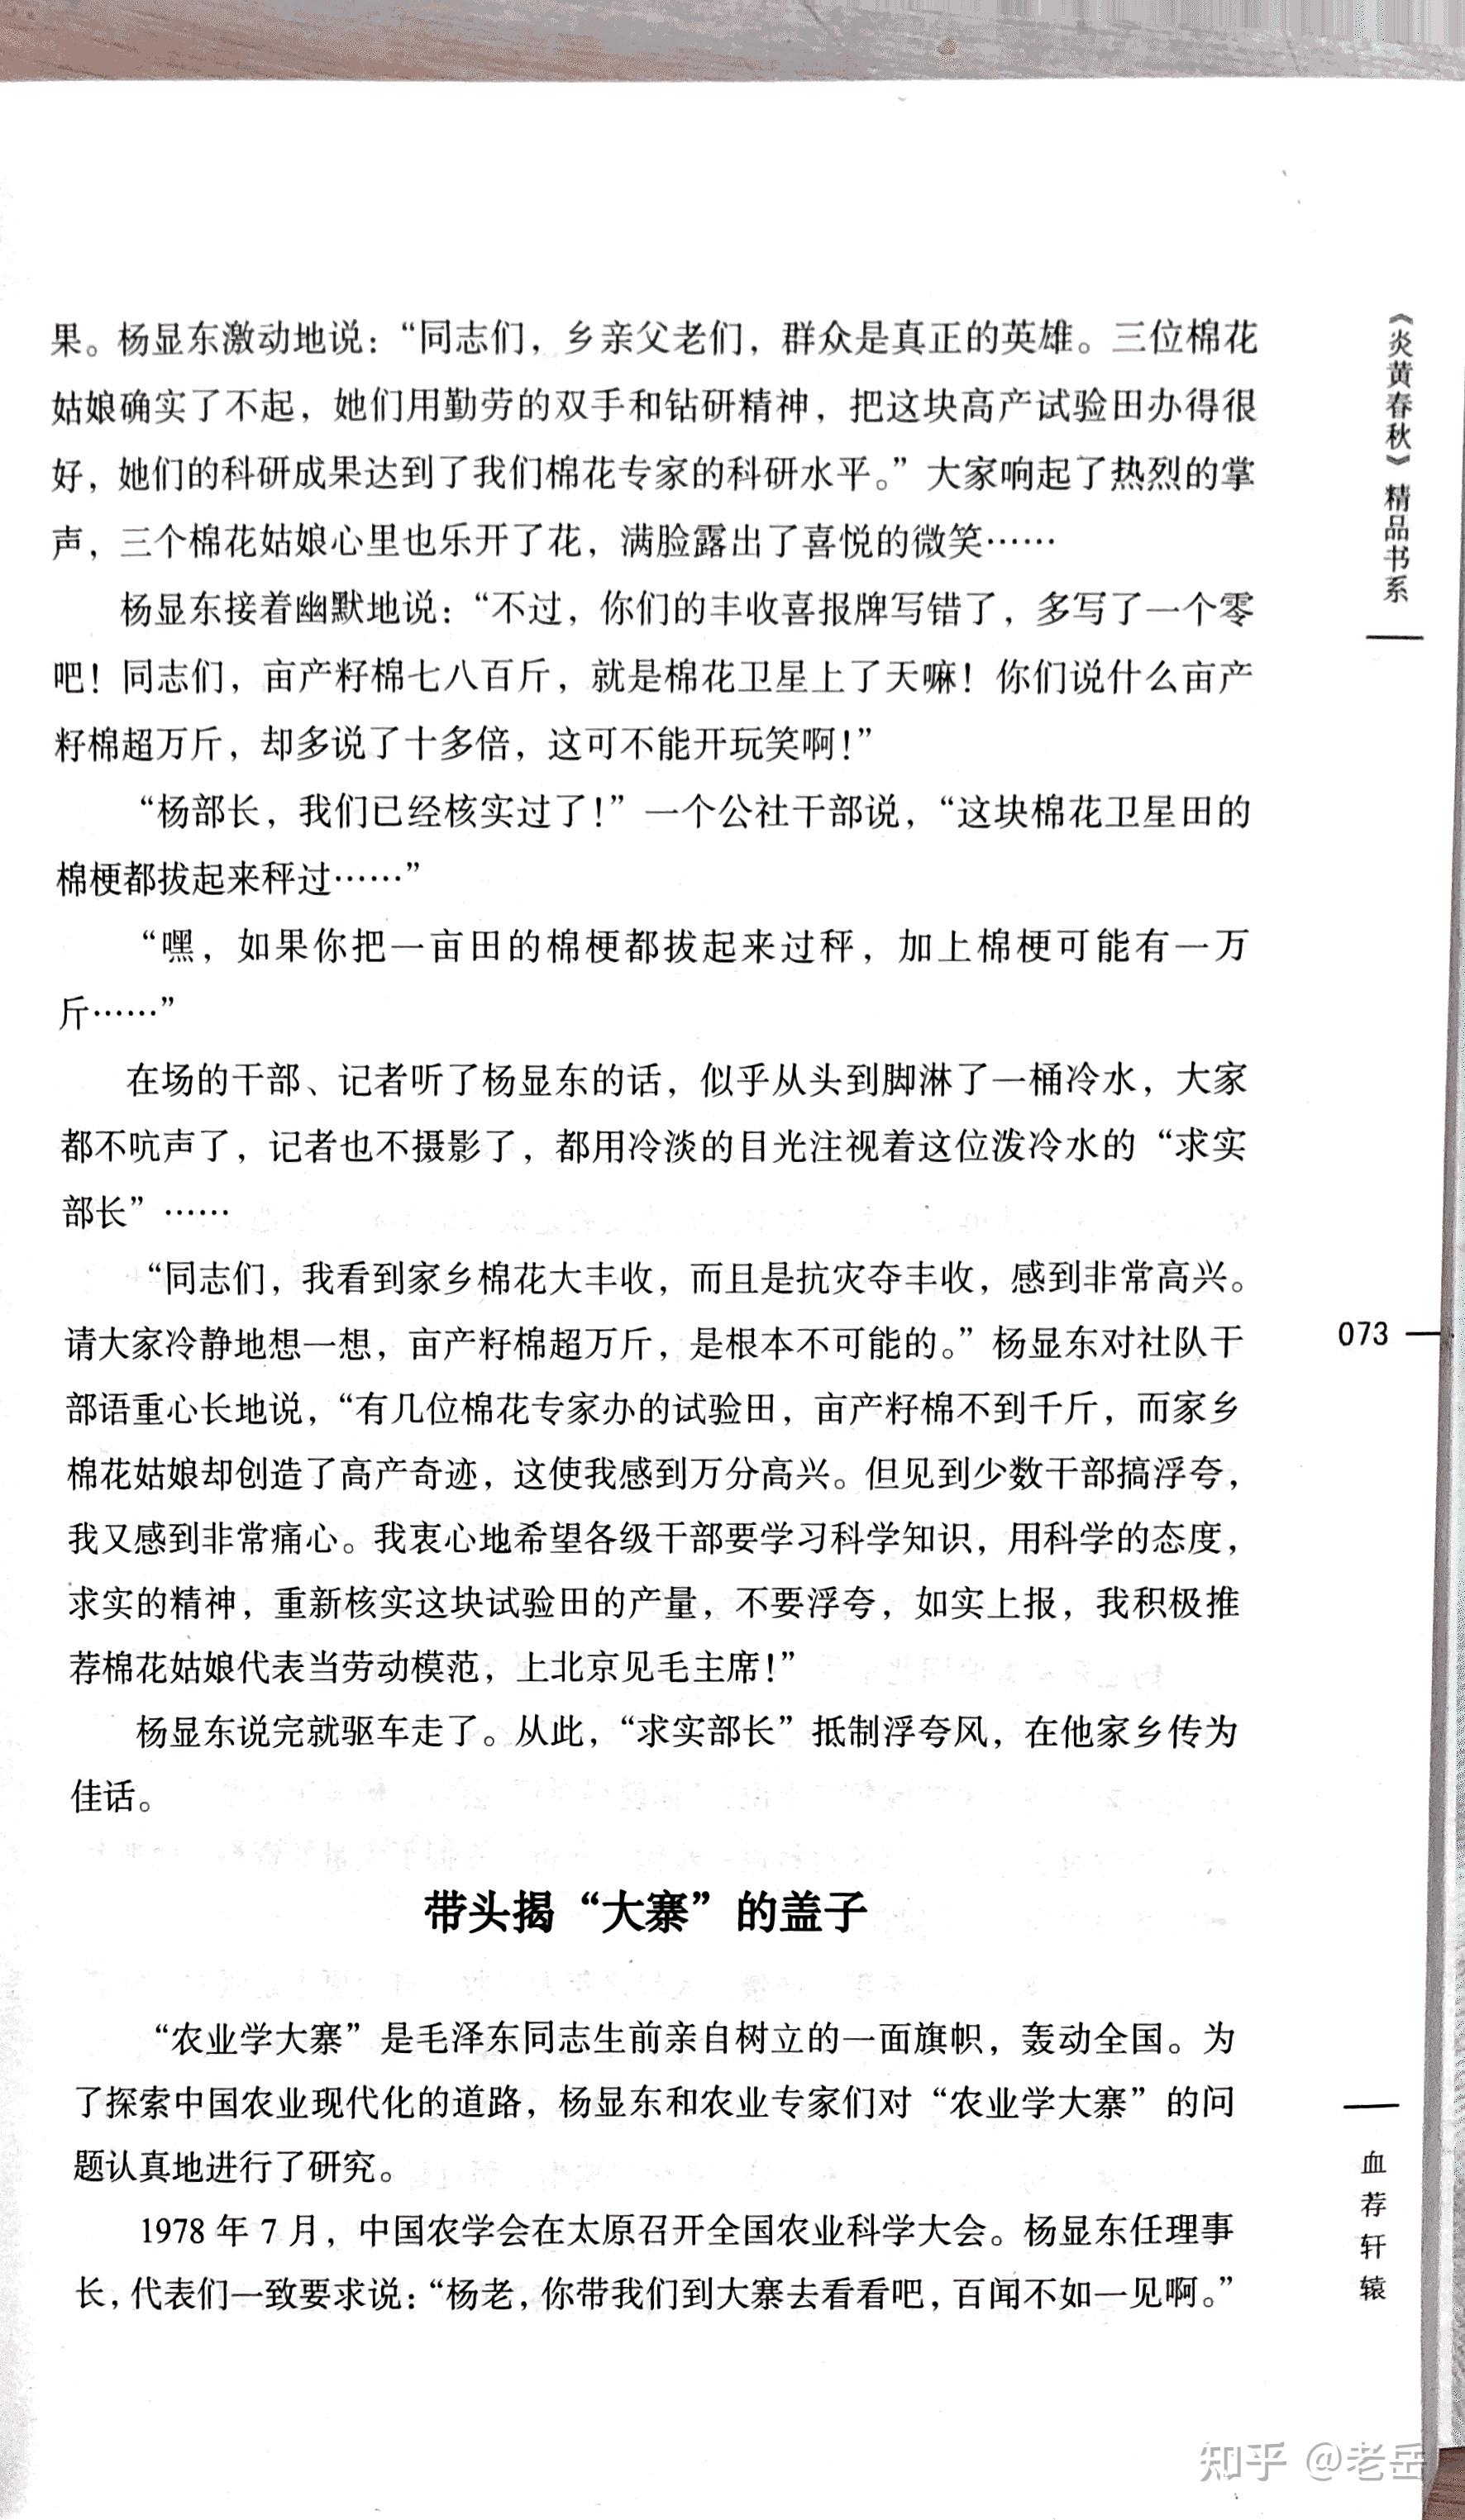 果。杨显东激动地说：“同志们，乡亲父老们，群众是真正的英雄。三位棉花
姑娘确实了不起，她们用勤劳的双手和钻研精神，把这块高产试验田办得很
好，她们的科研成果达到了我们棉花专家的科研水平。”大家响起了热烈的掌
声，三个棉花姑娘心里也乐开了花，满脸露出了喜悦的微笑……
杨显东接着幽默地说：“不过，你们的丰收喜报牌写错了，多写了一个零
吧！同志们，亩产籽棉七八百斤，就是棉花卫星上了天嘛！你们说什么亩产
籽棉超万斤，却多说了十多倍，这可不能开玩笑啊！”
“杨部长，我们已经核实过了！”一个公社干部说，“这块棉花卫星田的
棉梗都拔起来秤过……”
“嘿，如果你把一亩田的棉梗都拔起来过秤，加上棉梗可能有一万
斤……”
在场的干部、记者听了杨显东的话，似乎从头到脚淋了一桶冷水，大家
都不吭声了，记者也不摄影了，都用冷淡的目光注视着这位泼冷水的“求实
部长”……
“同志们，我看到家乡棉花大丰收，而且是抗灾夺丰收，感到非常高兴。
请大家冷静地想一想，亩产籽棉超万斤，是根本不可能的。”杨显东对社队干
部语重心长地说，“有几位棉花专家办的试验田，亩产籽棉不到千斤，而家乡
棉花姑娘却创造了高产奇迹，这使我感到万分高兴。但见到少数干部搞浮夸，
我又感到非常痛心。我衷心地希望各级干部要学习科学知识，用科学的态度，
求实的精神，重新核实这块试验田的产量，不要浮夸，如实上报，我积极推
荐棉花姑娘代表当劳动模范，上北京见毛主席！”
杨显东说完就驱车走了。从此，“求实部长”抵制浮夸风，在他家乡传为
佳话。
带头揭“大寨”的盖子
“农业学大寨”是毛泽东同志生前亲自树立的一面旗帜，轰动全国。为
了探索中国农业现代化的道路，杨显东和农业专家们对“农业学大寨”的问
题认真地进行了研究。
1978年7月，中国农学会在太原召开全国农业科学大会。杨显东任理事
长，代表们一致要求说：“杨老，你带我们到大寨去看看吧，百闻不如一见啊。”
《炎黄春秋》精品书系
073
血荐轩辕
知乎 @老岳